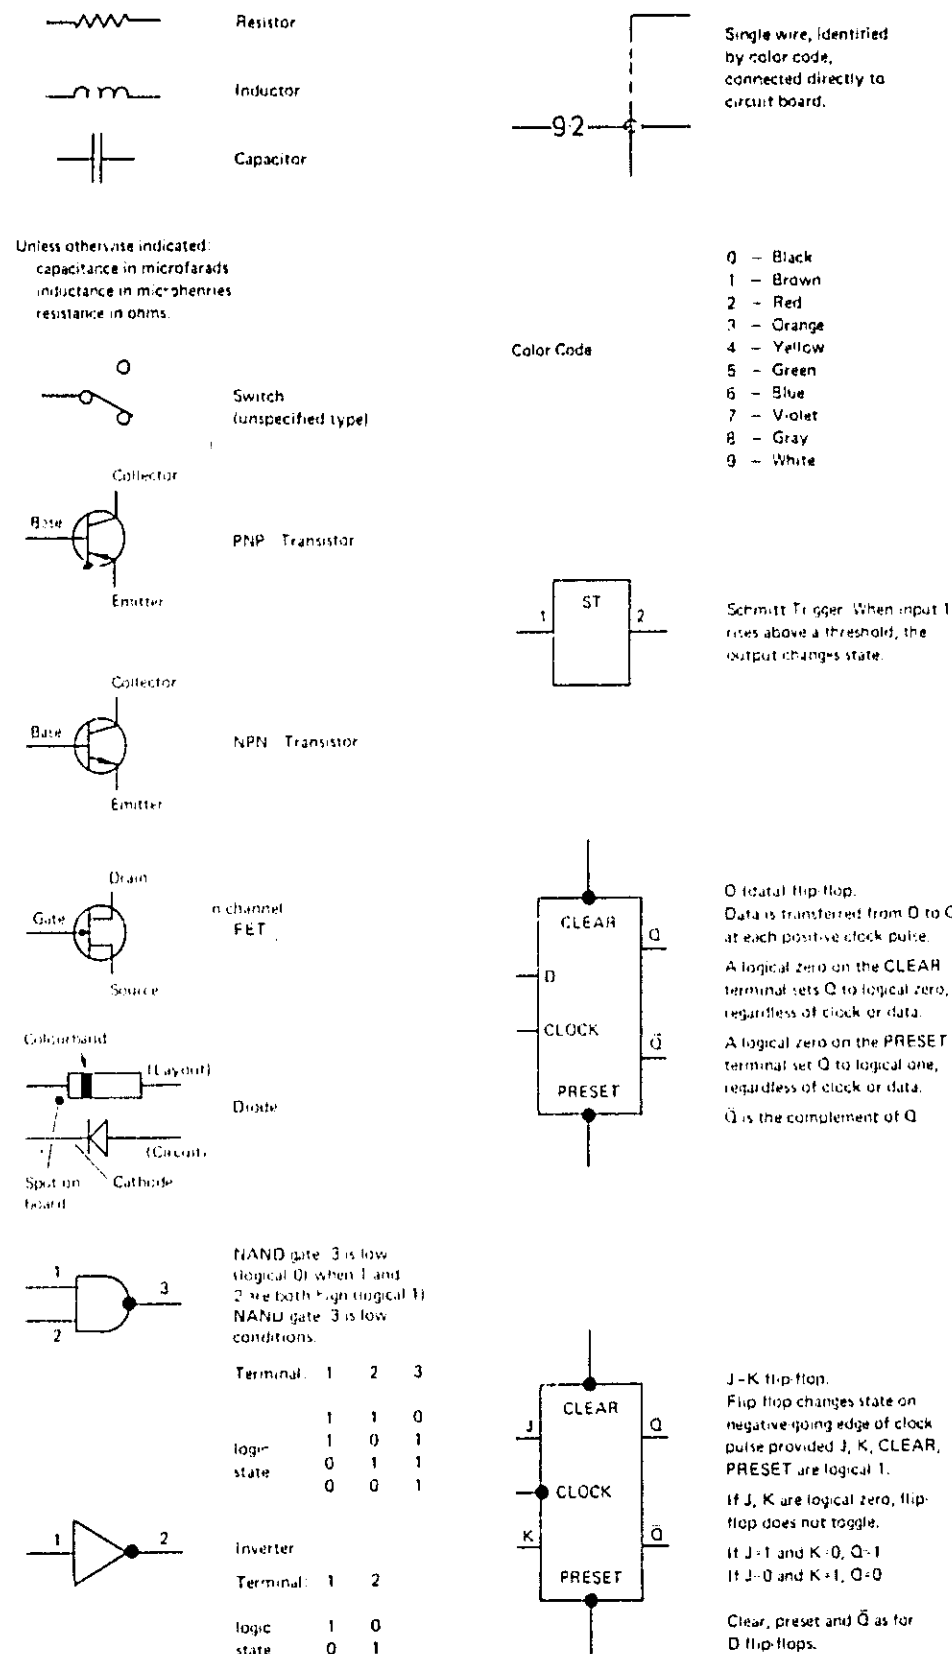 Resistor
Inductor
Capacitor
Unless otherwise indicated:
capacitance in microfarads
inductance in microhenries
resistance in ohms.
Switch
(unspecified type)
Collector
Base
PNP Transistor
Emitter
Collector
Base
NPN Transistor
Emitter
Drain
Gate
n channel
FET
Source
Colourband
(Layout)
Diode
(Circuit)
Spot on
board
Cathode
1
2
3
NAND gate 3 is low
(logical 0) when 1 and
2 are both high (logical 1)
NAND gate 3 is low
conditions.
Terminal: 1 2 3
1 1 0
logic 1 0 1
state 0 1 1
0 0 1
1 2
Inverter
Terminal: 1 2
logic 1 0
state 0 1
92
Single wire, identified
by color code,
connected directly to
circuit board.
Color Code
0 – Black
1 – Brown
2 – Red
3 – Orange
4 – Yellow
5 – Green
6 – Blue
7 – Violet
8 – Gray
9 – White
ST
1 2
Schmitt Trigger. When input 1
rises above a threshold, the
output changes state.
CLEAR
Q
D
CLOCK
Q̄
PRESET
D (data) flip-flop.
Data is transferred from D to Q
at each positive clock pulse.
A logical zero on the CLEAR
terminal sets Q to logical zero,
regardless of clock or data.
A logical zero on the PRESET
terminal set Q to logical one,
regardless of clock or data.
Q̄ is the complement of Q
CLEAR
J
Q
CLOCK
K
Q̄
PRESET
J-K flip-flop.
Flip flop changes state on
negative-going edge of clock
pulse provided J, K, CLEAR,
PRESET are logical 1.
If J, K are logical zero, flip-
flop does not toggle.
If J=1 and K=0, Q=1
If J=0 and K=1, Q=0
Clear, preset and Q̄ as for
D flip-flops.